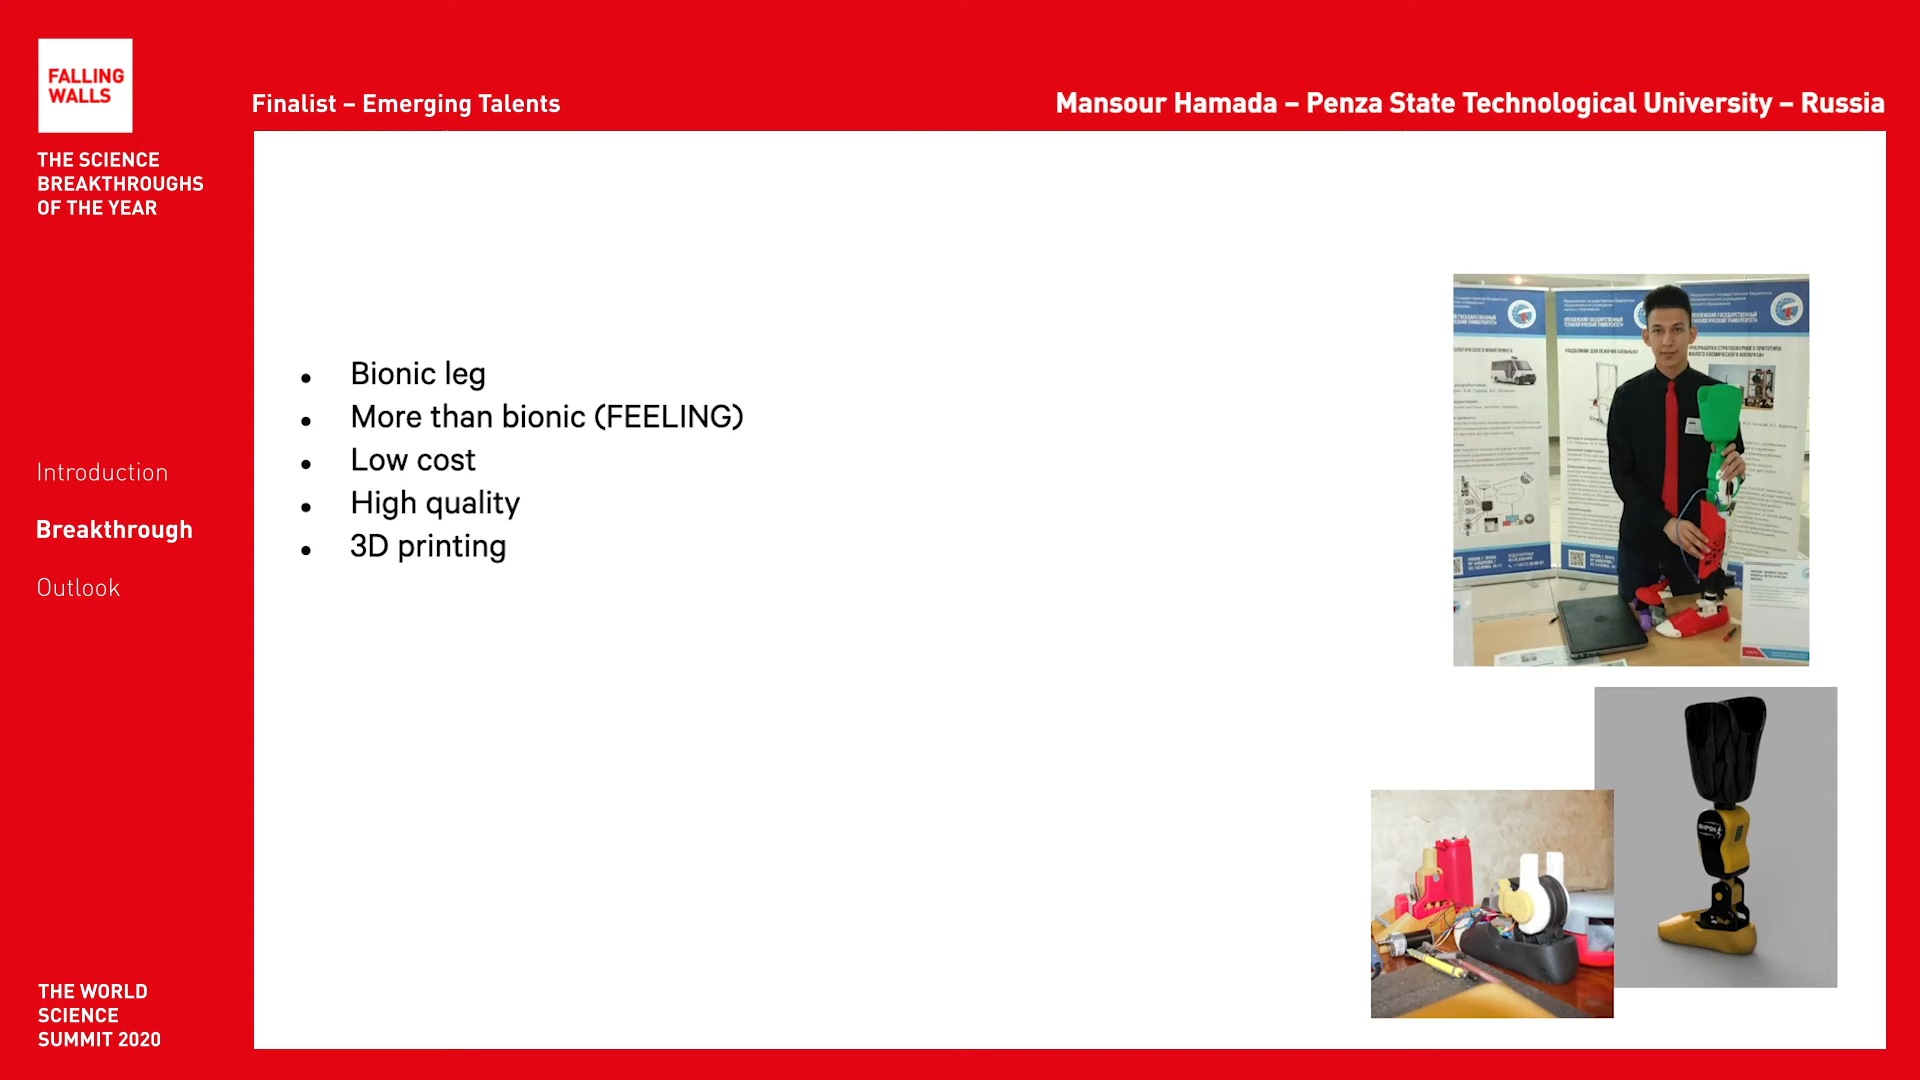 FALLING
WALLS
THE SCIENCE
BREAKTHROUGHS
OF THE YEAR
Finalist – Emerging Talents
Mansour Hamada – Penza State Technological University – Russia
Introduction
Breakthrough
Outlook
• Bionic leg
• More than bionic (FEELING)
• Low cost
• High quality
• 3D printing
THE WORLD
SCIENCE
SUMMIT 2020